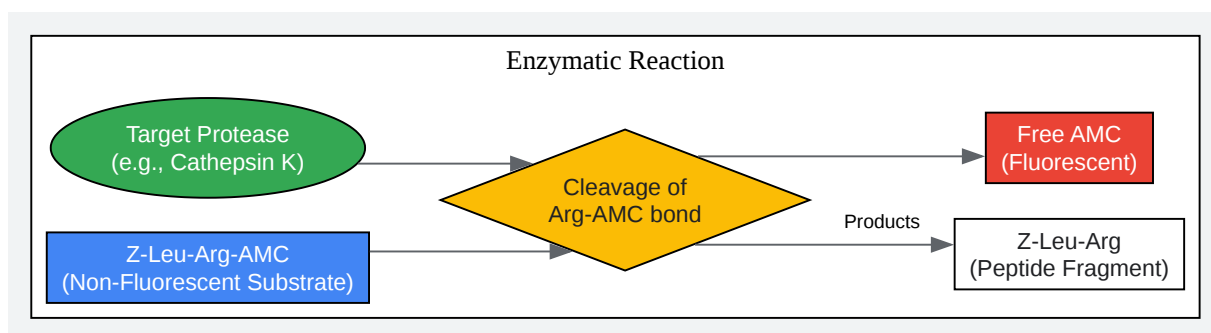 Enzymatic Reaction
Target Protease
(e.g., Cathepsin K)
Z-Leu-Arg-AMC
(Non-Fluorescent Substrate)
Cleavage of
Arg-AMC bond
Products
Free AMC
(Fluorescent)
Z-Leu-Arg
(Peptide Fragment)